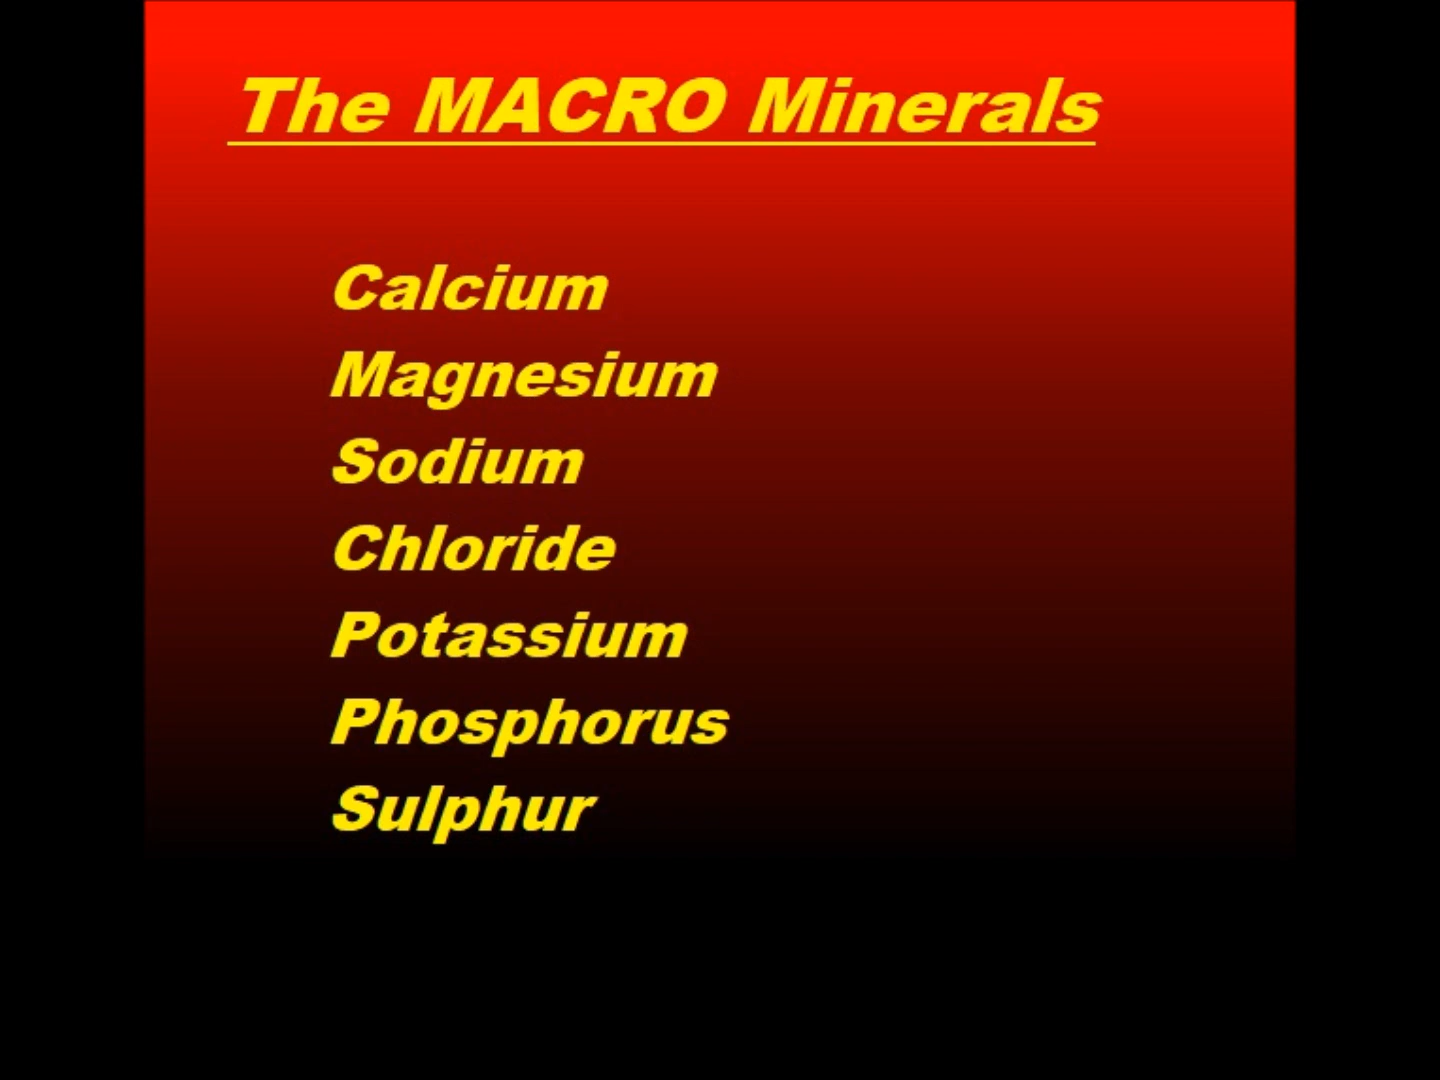 The MACRO Minerals
Calcium
Magnesium
Sodium
Chloride
Potassium
Phosphorus
Sulphur